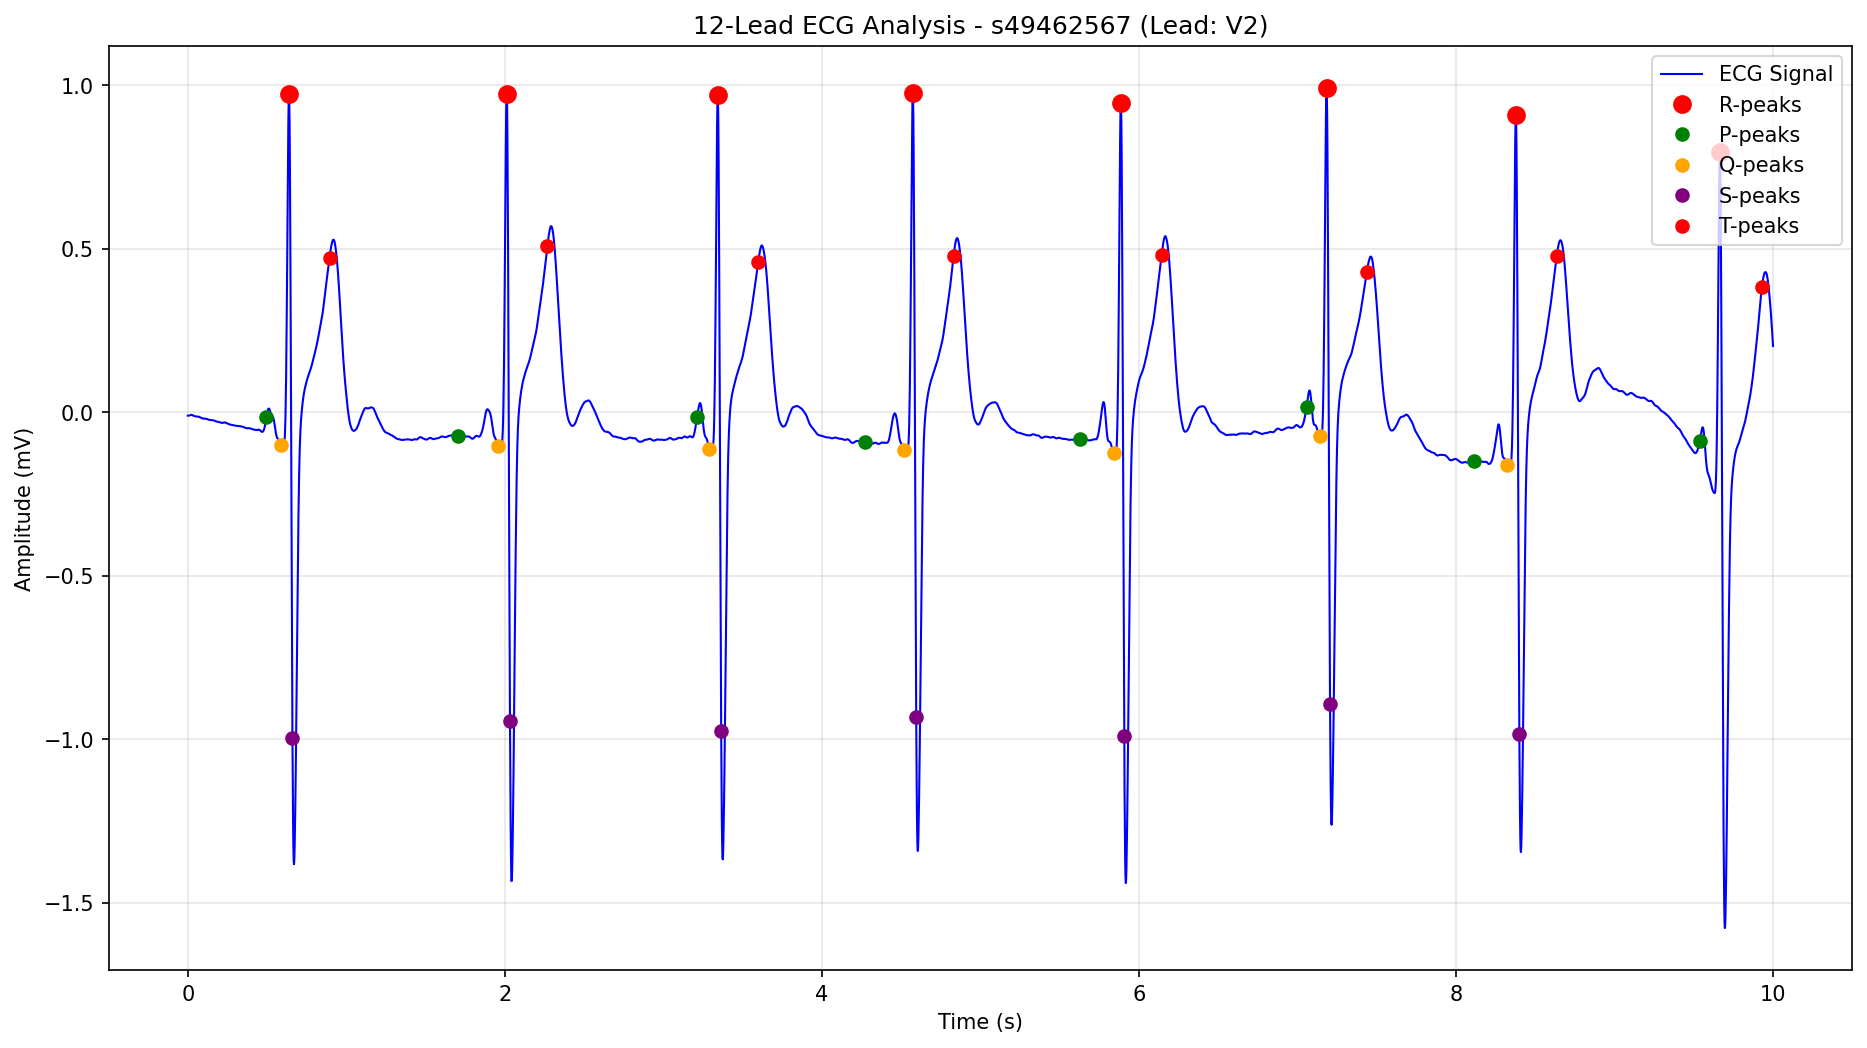 12-Lead ECG Analysis - s49462567 (Lead: V2)
ECG Signal
R-peaks
P-peaks
Q-peaks
S-peaks
T-peaks
1.0
0.5
0.0
−0.5
−1.0
−1.5
Amplitude (mV)
0 2 4 6 8 10
Time (s)